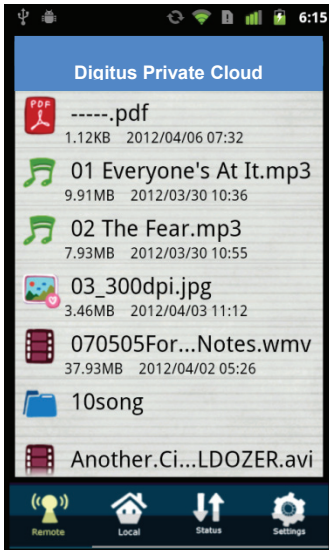 6:15
Digitus Private Cloud
PDF
-----.pdf
1.12KB 2012/04/06 07:32
01 Everyone's At It.mp3
9.91MB 2012/03/30 10:36
02 The Fear.mp3
7.93MB 2012/03/30 10:55
03_300dpi.jpg
3.46MB 2012/04/03 11:12
070505For...Notes.wmv
37.93MB 2012/04/02 05:26
10song
Another.Ci...LDOZER.avi
Remote Local Status Settings